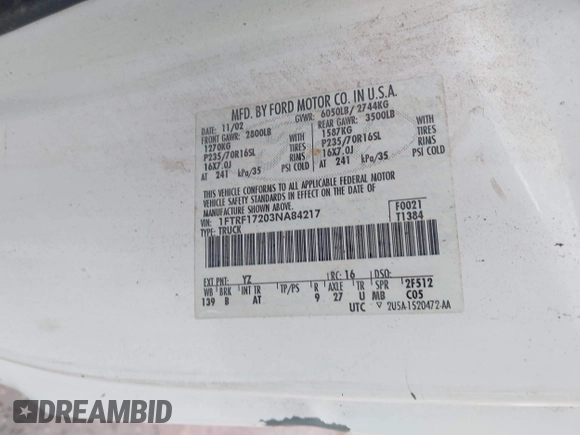 MFD. BY FORD MOTOR CO. IN U.S.A.
DATE: 11/02 GVWR: 6050LB/ 2744KG
FRONT GAWR: 2800LB REAR GAWR: 3500LB
1270KG WITH 1587KG WITH
P235/70R16SL TIRES P235/70R16SL TIRES
16X7.0J RIMS 16X7.0J RIMS
AT 241 kPa/35 PSI COLD AT 241 kPa/35 PSI COLD
THIS VEHICLE CONFORMS TO ALL APPLICABLE FEDERAL MOTOR
VEHICLE SAFETY STANDARDS IN EFFECT ON THE DATE OF
MANUFACTURE SHOWN ABOVE.
VIN: 1FTRF17203NA84217 F0021
TYPE: TRUCK T1384
EXT PNT: YZ RC: 16 DSO:
WB BRK INT TR TP/PS R AXLE TR SPR 2F512
139 B AT 9 27 U MB C05
UTC ▽ 2USA-1520472-AA
DREAMBID